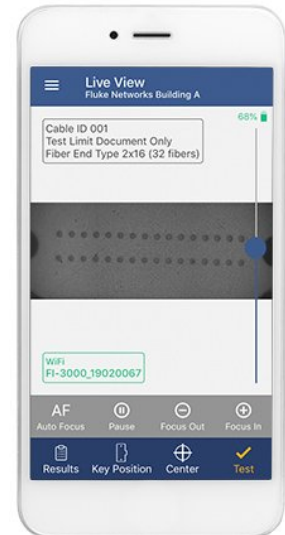 Live View
Fluke Networks Building A
68%
Cable ID 001
Test Limit Document Only
Fiber End Type 2x16 (32 fibers)
WiFi
FI-3000_19020067
AF
Auto Focus
Pause
Focus Out
Focus In
Results
Key Position
Center
Test